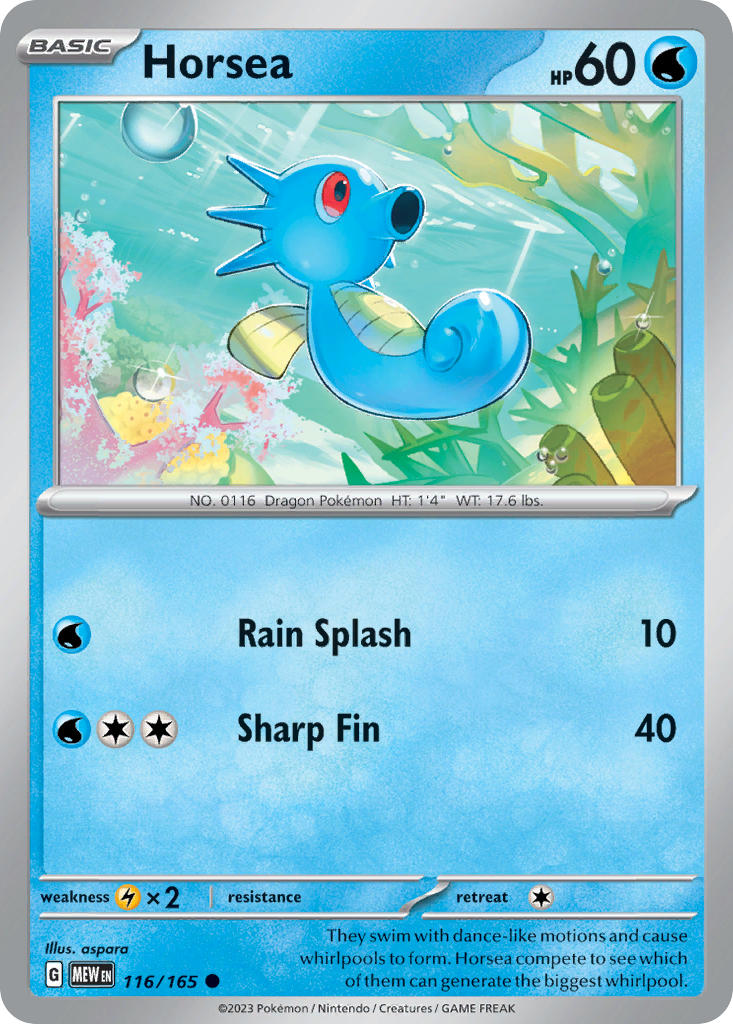 BASIC
Horsea
HP60
NO. 0116 Dragon Pokémon HT: 1'4" WT: 17.6 lbs.
Rain Splash 10
Sharp Fin 40
weakness ×2 resistance retreat
Illus. aspara
G MEW EN 116/165
They swim with dance-like motions and cause
whirlpools to form. Horsea compete to see which
of them can generate the biggest whirlpool.
©2023 Pokémon / Nintendo / Creatures / GAME FREAK